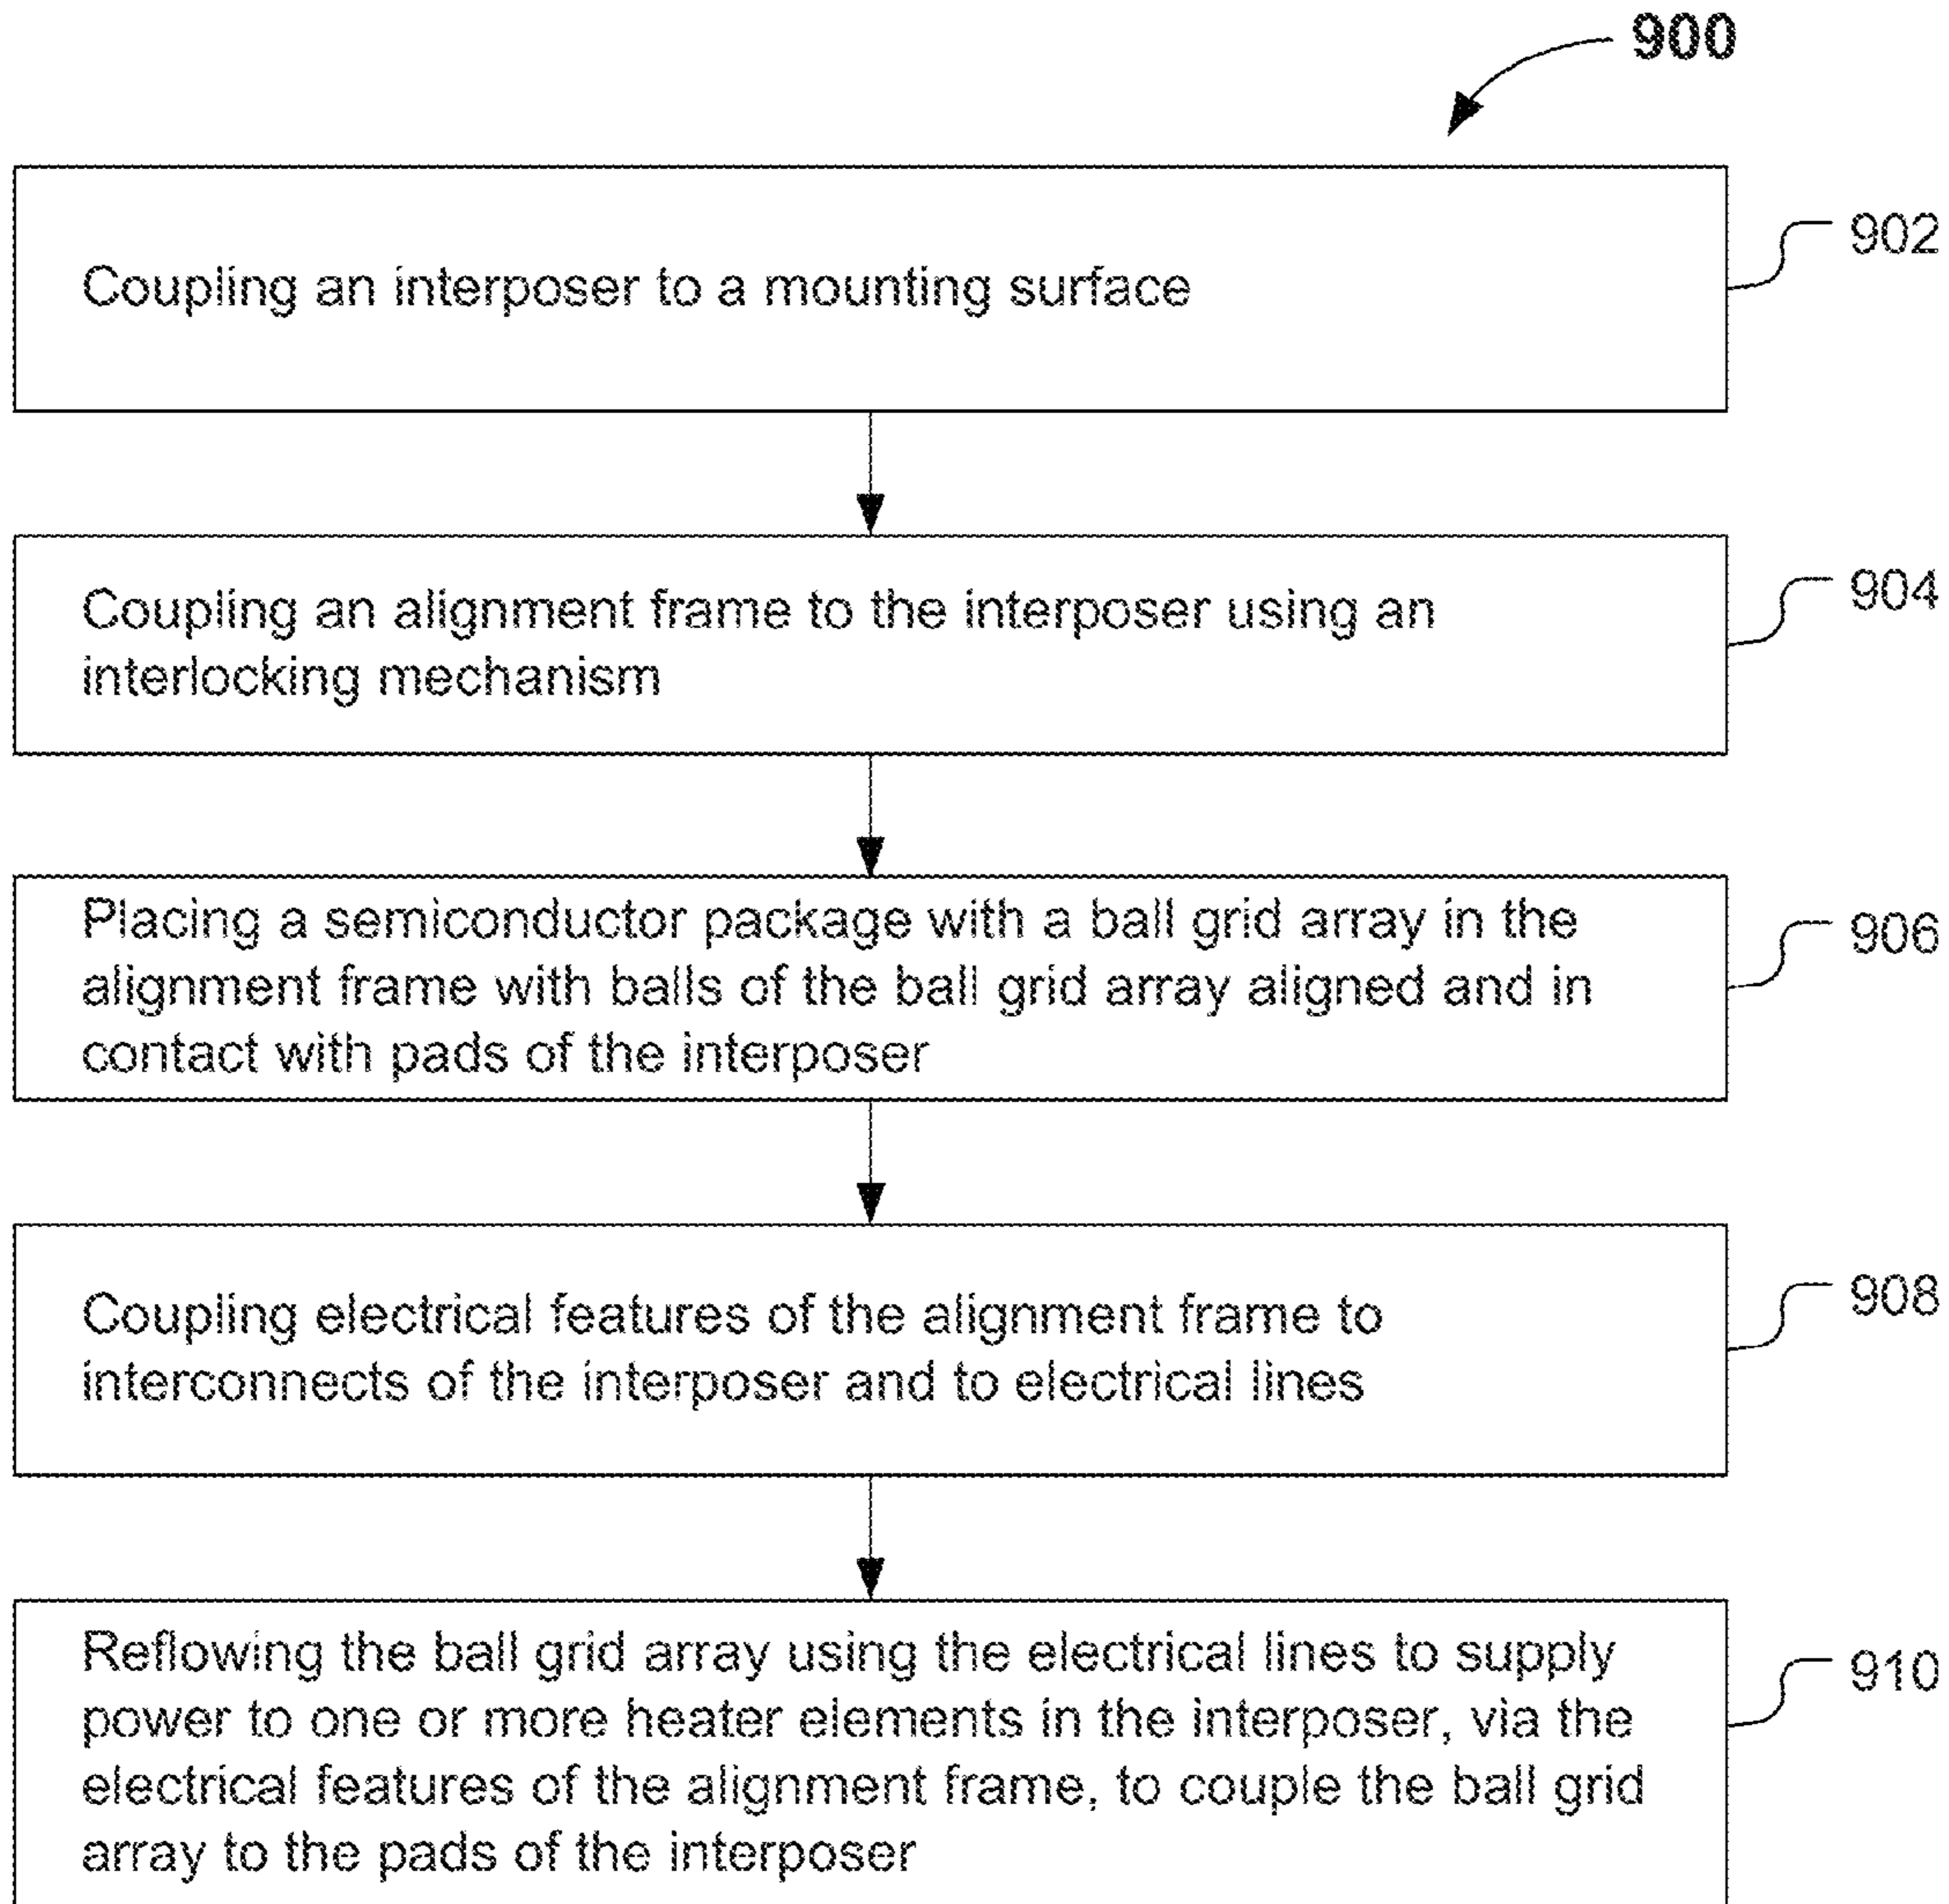 900
Coupling an interposer to a mounting surface
902
Coupling an alignment frame to the interposer using an
interlocking mechanism
904
Placing a semiconductor package with a ball grid array in the
alignment frame with balls of the ball grid array aligned and in
contact with pads of the interposer
906
Coupling electrical features of the alignment frame to
interconnects of the interposer and to electrical lines
908
Reflowing the ball grid array using the electrical lines to supply
power to one or more heater elements in the interposer, via the
electrical features of the alignment frame, to couple the ball grid
array to the pads of the interposer
910